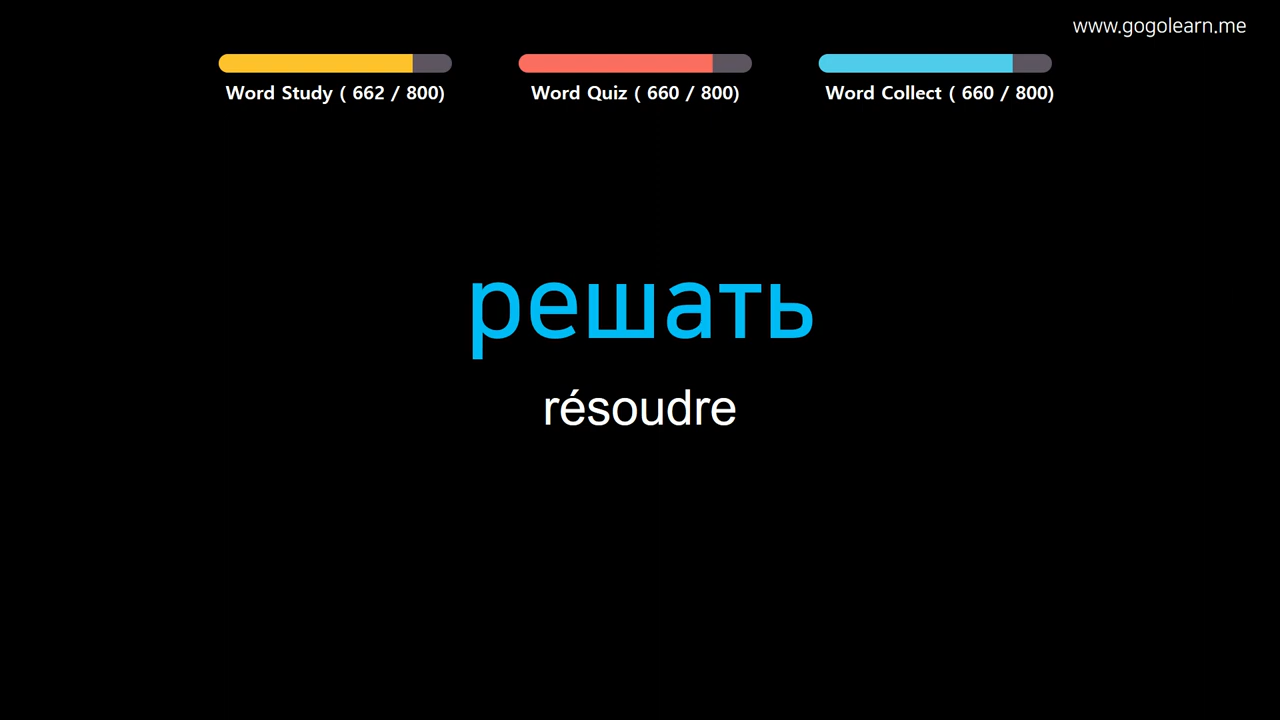 www.gogolearn.me
Word Study ( 662 / 800)
Word Quiz ( 660 / 800)
Word Collect ( 660 / 800)
решать
résoudre